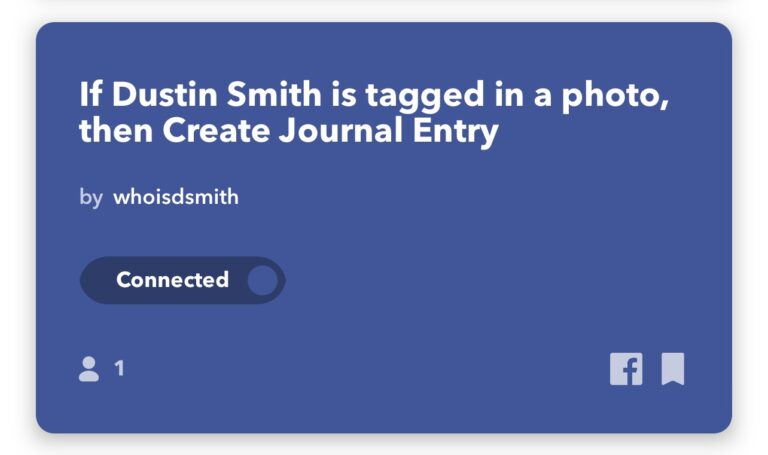 If Dustin Smith is tagged in a photo,
then Create Journal Entry
by whoisdsmith
Connected
1